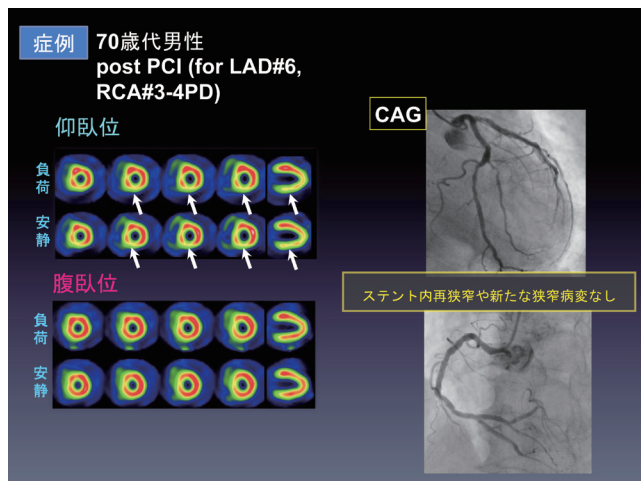 症例
70歳代男性
post PCI (for LAD#6,
RCA#3-4PD)
仰臥位
負荷
安静
腹臥位
負荷
安静
CAG
ステント内再狭窄や新たな狭窄病変なし